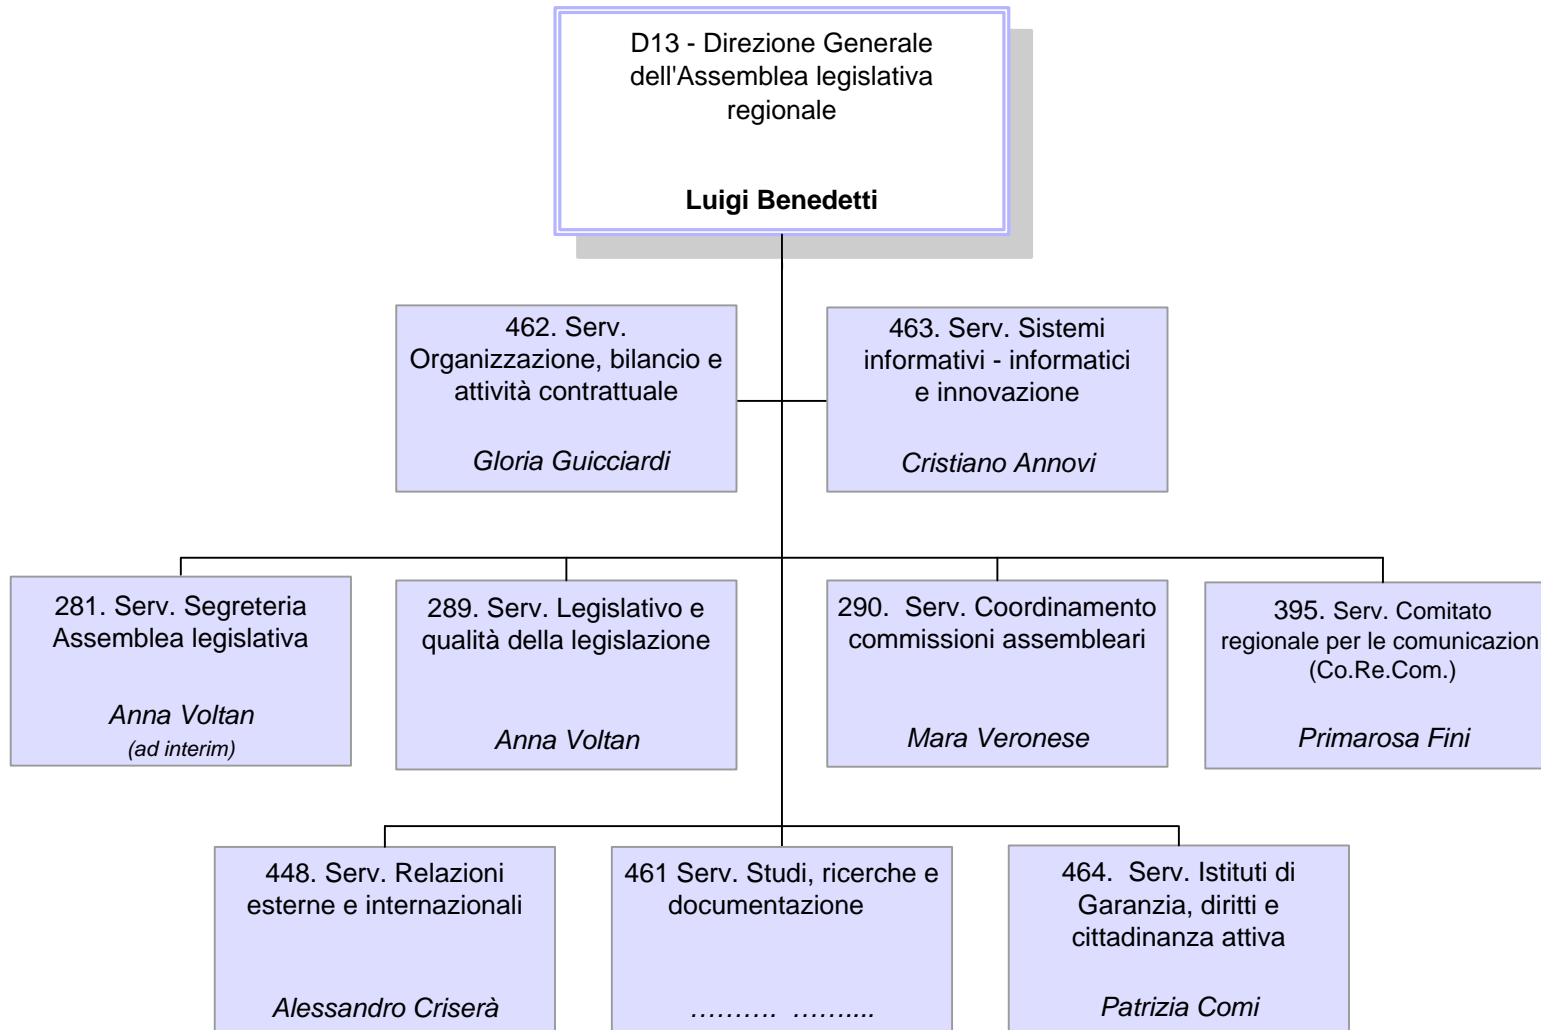 D13 - Direzione Generale
dell'Assemblea legislativa
regionale
Luigi Benedetti
462. Serv.
Organizzazione, bilancio e
attività contrattuale
Gloria Guicciardi
463. Serv. Sistemi
informativi - informatici
e innovazione
Cristiano Annovi
281. Serv. Segreteria
Assemblea legislativa
Anna Voltan
(ad interim)
289. Serv. Legislativo e
qualità della legislazione
Anna Voltan
290. Serv. Coordinamento
commissioni assembleari
Mara Veronese
395. Serv. Comitato
regionale per le comunicazion
(Co.Re.Com.)
Primarosa Fini
448. Serv. Relazioni
esterne e internazionali
Alessandro Criserà
461 Serv. Studi, ricerche e
documentazione
………. ……....
464. Serv. Istituti di
Garanzia, diritti e
cittadinanza attiva
Patrizia Comi